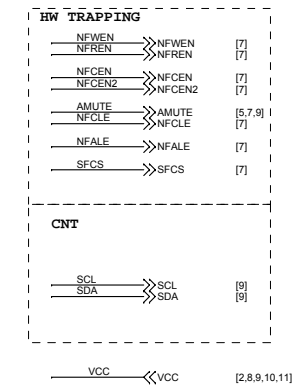 HW TRAPPING
NFWEN NFWEN [7]
NFREN NFREN [7]
NFCEN NFCEN [7]
NFCEN2 NFCEN2 [7]
AMUTE AMUTE [5,7,9]
NFCLE NFCLE [7]
NFALE NFALE [7]
SFCS SFCS [7]
CNT
SCL SCL [9]
SDA SDA [9]
VCC VCC [2,8,9,10,11]